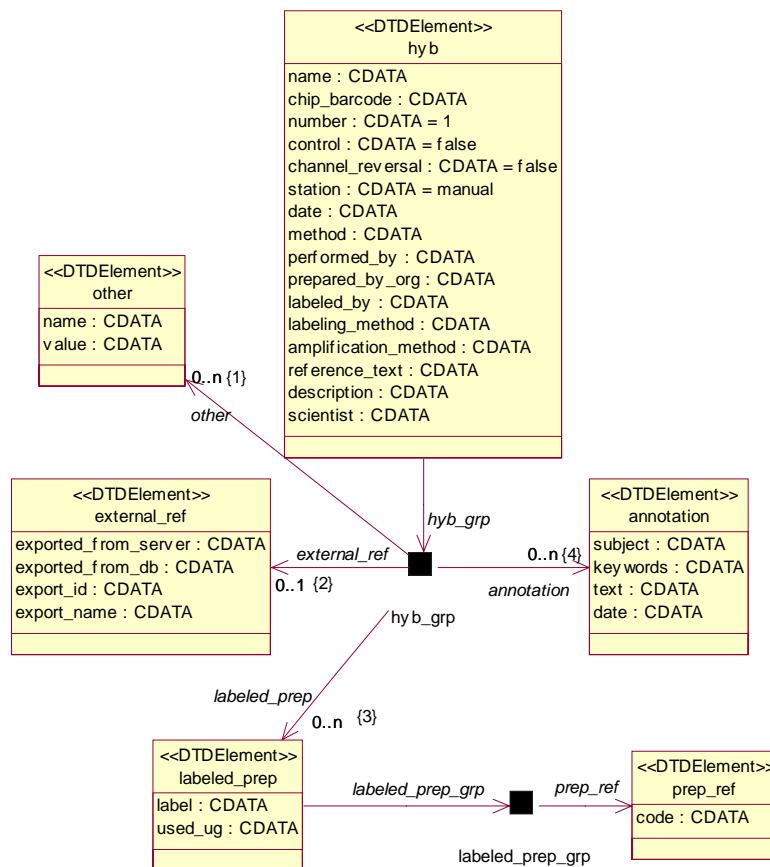 <<DTDElement>>
hyb
name : CDATA
chip_barcode : CDATA
number : CDATA = 1
control : CDATA = false
channel_reversal : CDATA = false
station : CDATA = manual
date : CDATA
method : CDATA
performed_by : CDATA
prepared_by_org : CDATA
labeled_by : CDATA
labeling_method : CDATA
amplification_method : CDATA
reference_text : CDATA
description : CDATA
scientist : CDATA
<<DTDElement>>
other
name : CDATA
value : CDATA
0..n {1}
other
hyb_grp
<<DTDElement>>
external_ref
exported_from_server : CDATA
exported_from_db : CDATA
export_id : CDATA
export_name : CDATA
external_ref
0..1 {2}
0..n {4}
annotation
<<DTDElement>>
annotation
subject : CDATA
keywords : CDATA
text : CDATA
date : CDATA
hyb_grp
labeled_prep
0..n {3}
<<DTDElement>>
labeled_prep
label : CDATA
used_ug : CDATA
labeled_prep_grp
prep_ref
<<DTDElement>>
prep_ref
code : CDATA
labeled_prep_grp